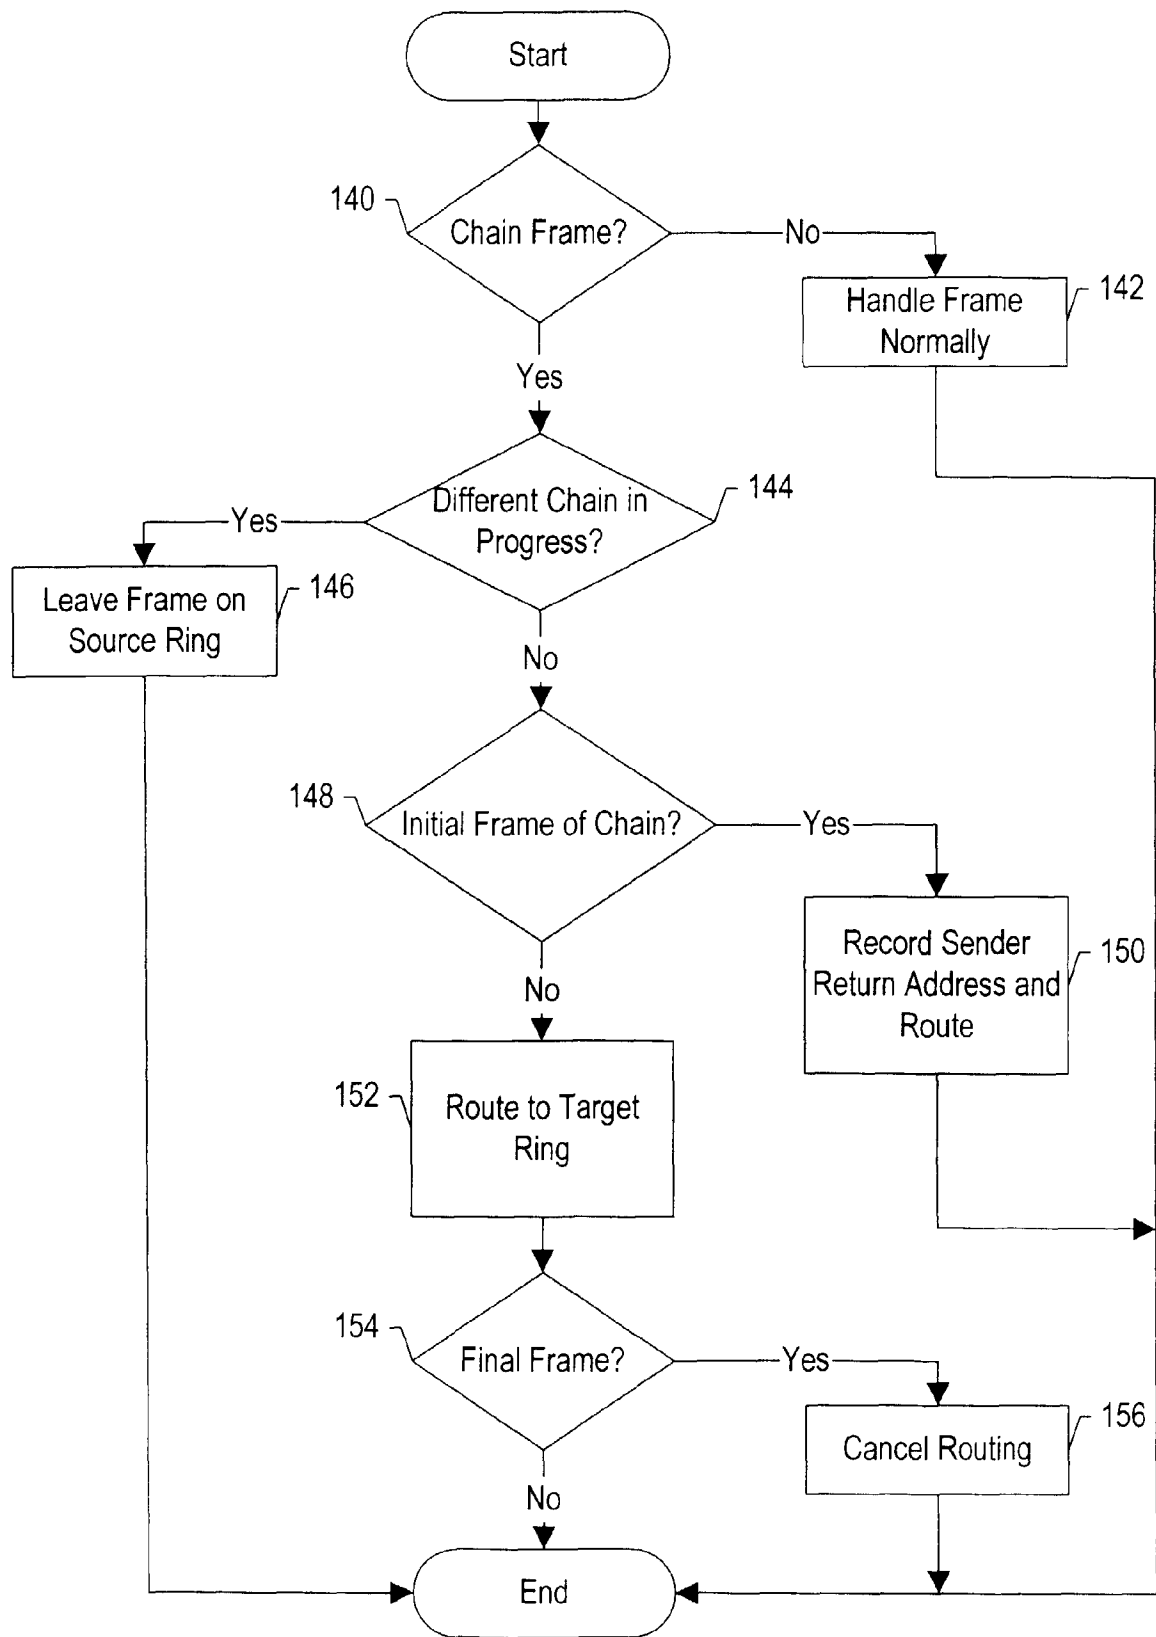 Start
140
Chain Frame?
No
Handle Frame
Normally
142
Yes
Different Chain in
Progress?
144
Yes
Leave Frame on
Source Ring
146
No
148
Initial Frame of Chain?
Yes
Record Sender
Return Address and
Route
150
No
152
Route to Target
Ring
154
Final Frame?
Yes
Cancel Routing
156
No
End